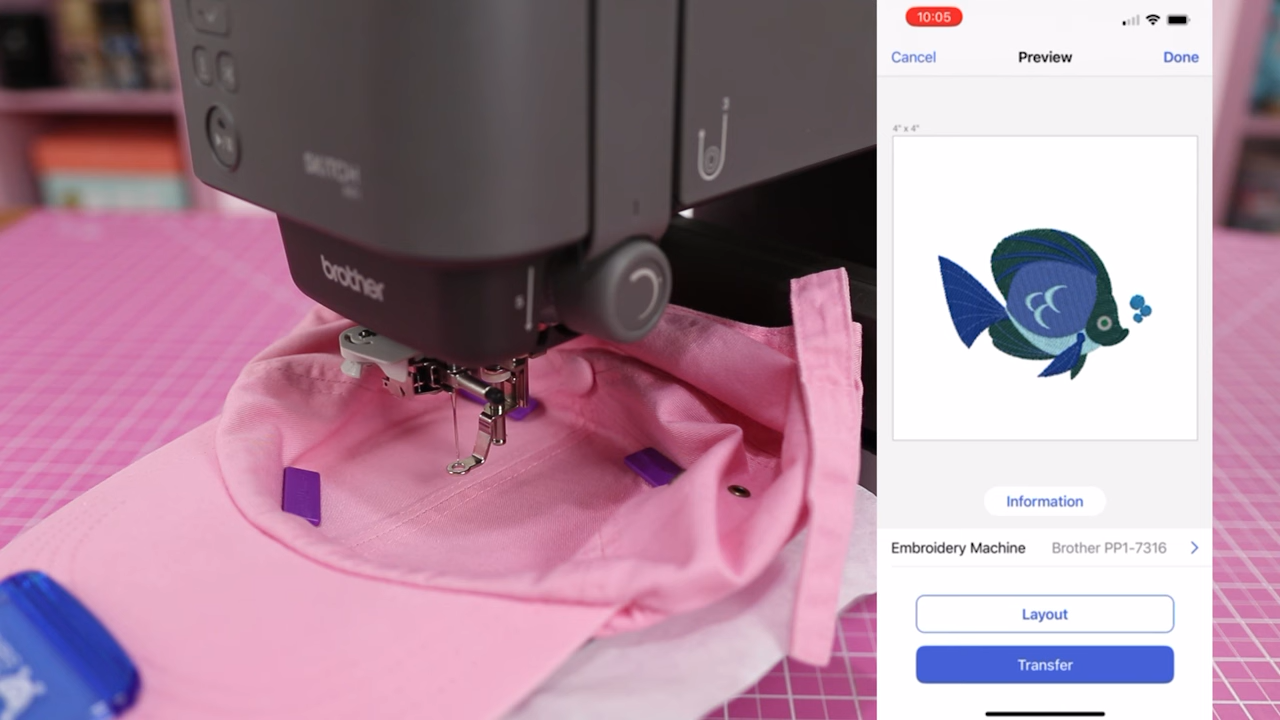 SKiTCH
brother
10:05
Cancel
Preview
Done
4" x 4"
Information
Embroidery Machine
Brother PP1-7316
Layout
Transfer